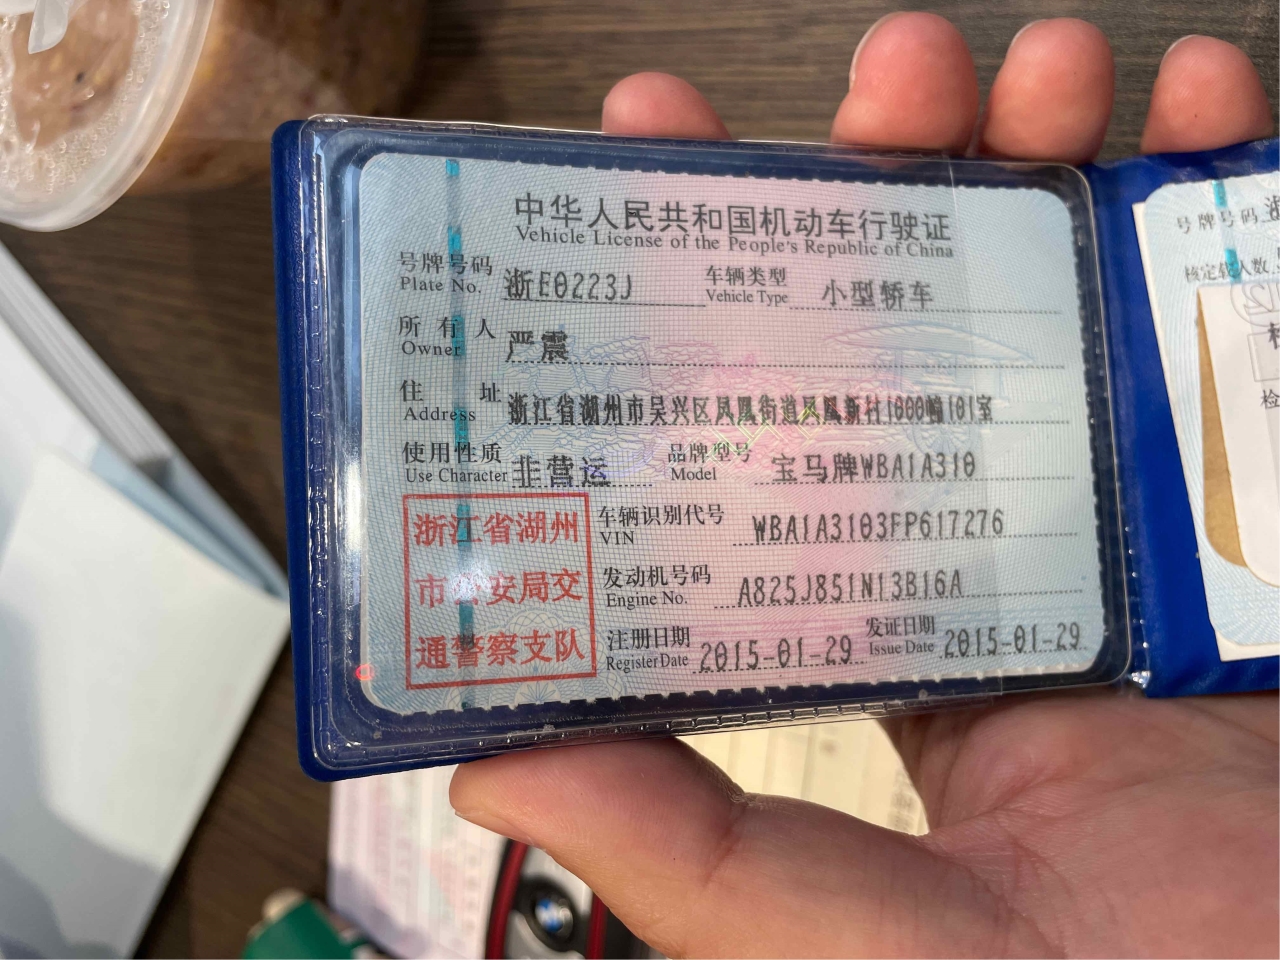 中华人民共和国机动车行驶证
Vehicle License of the People's Republic of China
号牌号码 浙E0223J 车辆类型 小型轿车
Plate No. Vehicle Type
所有人 严震
Owner
住址 浙江省湖州市吴兴区凤凰街道凤凰新村1000幢101室
Address
使用性质 非营运 品牌型号 宝马牌WBA1A310
Use Character Model
浙江省湖州
市公安局交
通警察支队
车辆识别代号 WBA1A3103FP617276
VIN
发动机号码 A825J851N13B16A
Engine No.
注册日期 2015-01-29 发证日期 2015-01-29
Register Date Issue Date
号牌号码 浙
核定载人数
检